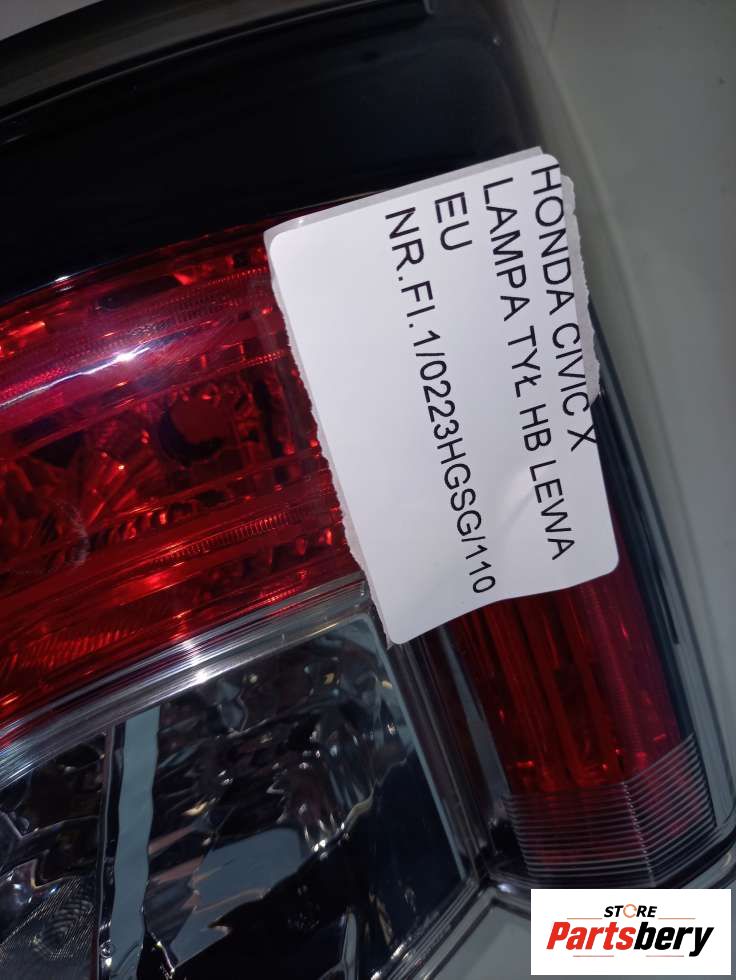 HONDA CIVIC X
LAMPA TYŁ HB LEWA
EU
NR.FI.1/0223HGSG/110
STORE
Partsbery